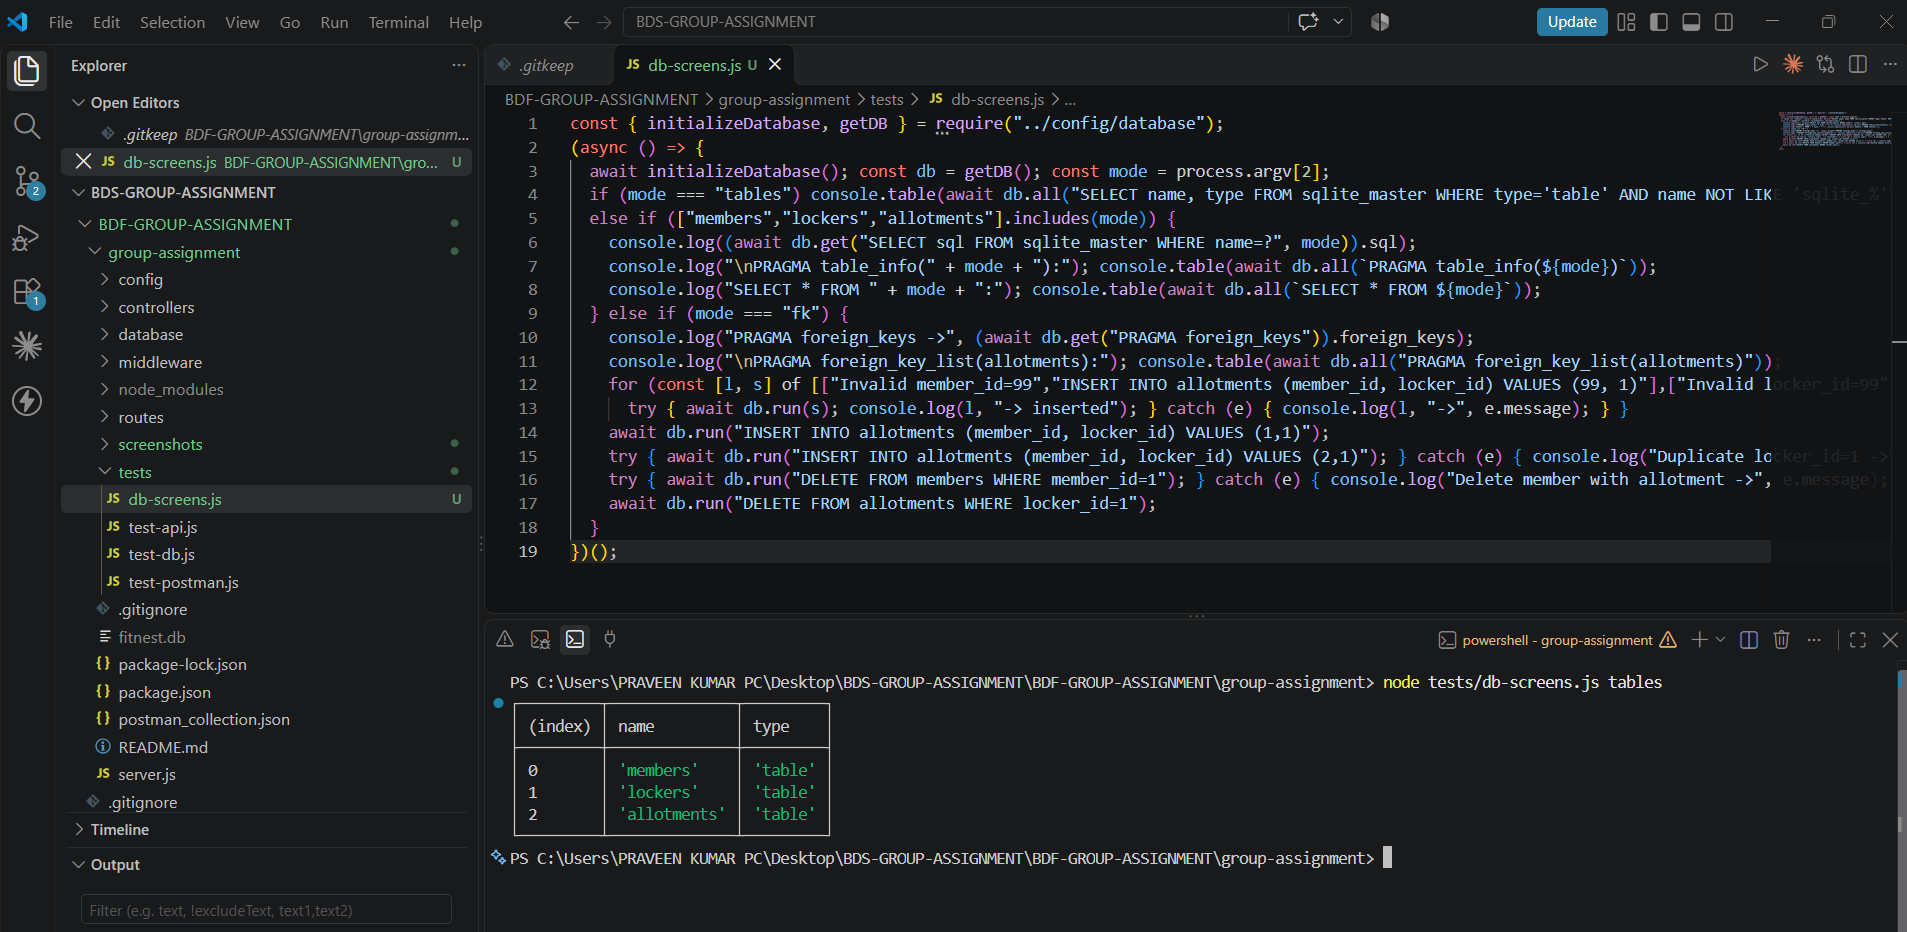 File Edit Selection View Go Run Terminal Help
BDS-GROUP-ASSIGNMENT
Update
Explorer
Open Editors
.gitkeep BDF-GROUP-ASSIGNMENT\group-assignm...
JS db-screens.js BDF-GROUP-ASSIGNMENT\gro... U
BDS-GROUP-ASSIGNMENT
BDF-GROUP-ASSIGNMENT
group-assignment
config
controllers
database
middleware
node_modules
routes
screenshots
tests
JS db-screens.js U
JS test-api.js
JS test-db.js
JS test-postman.js
.gitignore
fitnest.db
{} package-lock.json
{} package.json
{} postman_collection.json
README.md
JS server.js
.gitignore
Timeline
Output
Filter (e.g. text, !excludeText, text1,text2)
2
1
.gitkeep
JS db-screens.js U
BDF-GROUP-ASSIGNMENT > group-assignment > tests > JS db-screens.js > ...
1 const { initializeDatabase, getDB } = require("../config/database");
2 (async () => {
3 await initializeDatabase(); const db = getDB(); const mode = process.argv[2];
4 if (mode === "tables") console.table(await db.all("SELECT name, type FROM sqlite_master WHERE type='table' AND name NOT LIKE 'sqlite_%'
5 else if (["members","lockers","allotments"].includes(mode)) {
6 console.log((await db.get("SELECT sql FROM sqlite_master WHERE name=?", mode)).sql);
7 console.log("\nPRAGMA table_info(" + mode + "):"); console.table(await db.all(`PRAGMA table_info(${mode})`));
8 console.log("SELECT * FROM " + mode + ":"); console.table(await db.all(`SELECT * FROM ${mode}`));
9 } else if (mode === "fk") {
10 console.log("PRAGMA foreign_keys ->", (await db.get("PRAGMA foreign_keys")).foreign_keys);
11 console.log("\nPRAGMA foreign_key_list(allotments):"); console.table(await db.all("PRAGMA foreign_key_list(allotments)"));
12 for (const [l, s] of [["Invalid member_id=99","INSERT INTO allotments (member_id, locker_id) VALUES (99, 1)"],["Invalid locker_id=99"
13 try { await db.run(s); console.log(l, "-> inserted"); } catch (e) { console.log(l, "->", e.message); } }
14 await db.run("INSERT INTO allotments (member_id, locker_id) VALUES (1,1)");
15 try { await db.run("INSERT INTO allotments (member_id, locker_id) VALUES (2,1)"); } catch (e) { console.log("Duplicate locker_id=1 ->
16 try { await db.run("DELETE FROM members WHERE member_id=1"); } catch (e) { console.log("Delete member with allotment ->", e.message);
17 await db.run("DELETE FROM allotments WHERE locker_id=1");
18 }
19 })();
powershell - group-assignment
PS C:\Users\PRAVEEN KUMAR PC\Desktop\BDS-GROUP-ASSIGNMENT\BDF-GROUP-ASSIGNMENT\group-assignment> node tests/db-screens.js tables
(index) name type
0 'members' 'table'
1 'lockers' 'table'
2 'allotments' 'table'
PS C:\Users\PRAVEEN KUMAR PC\Desktop\BDS-GROUP-ASSIGNMENT\BDF-GROUP-ASSIGNMENT\group-assignment>